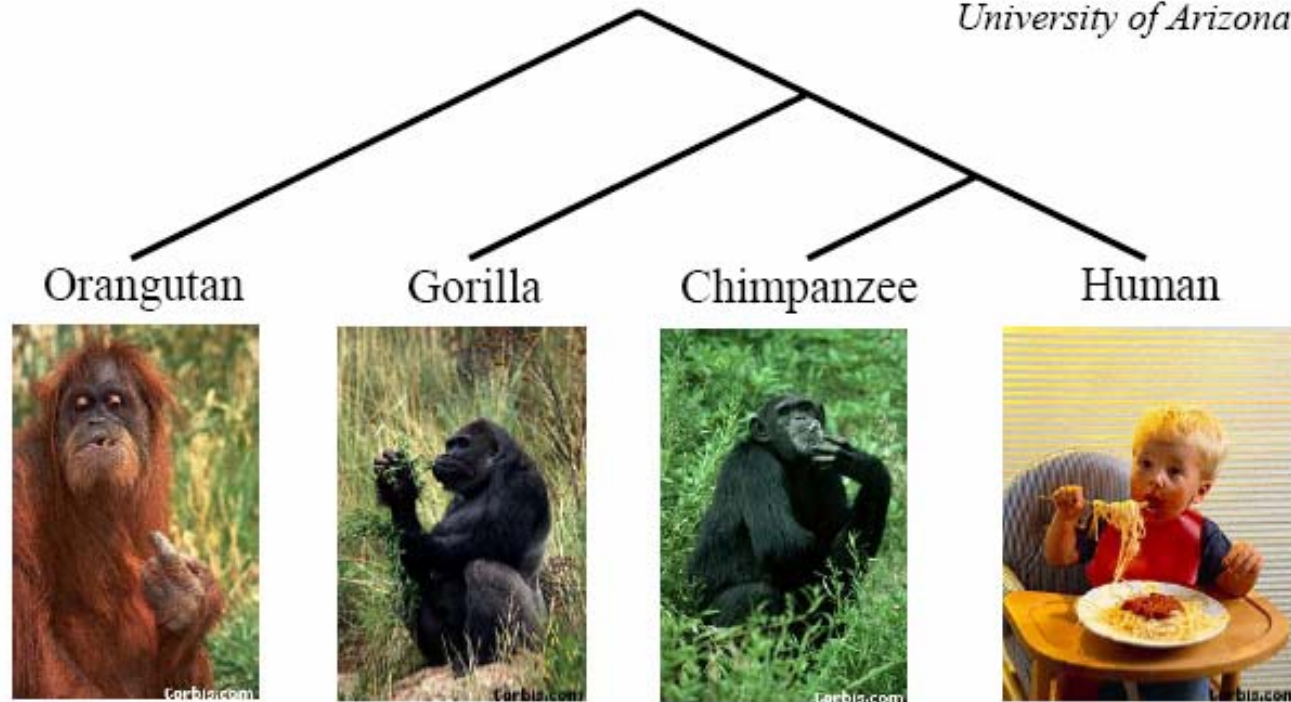 University of Arizona
Orangutan
Gorilla
Chimpanzee
Human
Corbis.com
Corbis.com
Corbis.com
Corbis.com